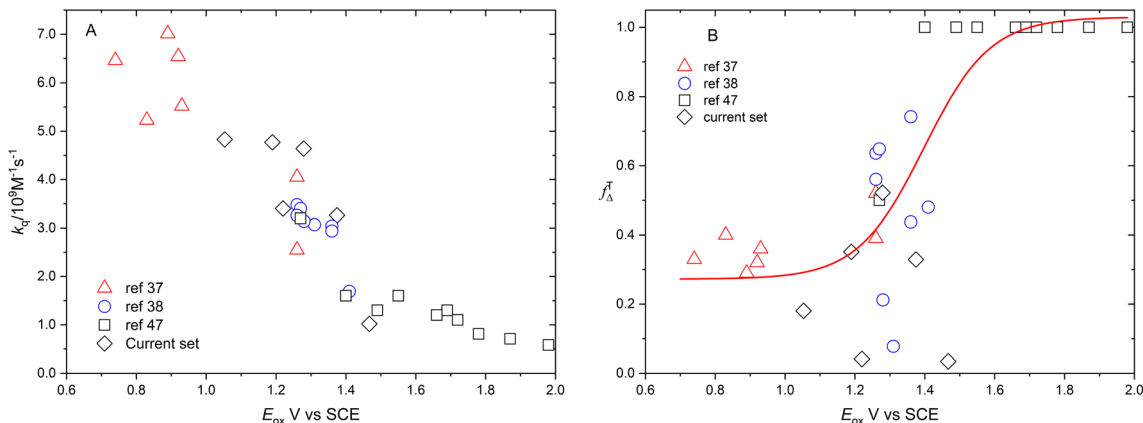 A
7.0
6.0
5.0
4.0
3.0
2.0
1.0
0.0
kq/10⁹M⁻¹s⁻¹
ref 37
ref 38
ref 47
Current set
0.6 0.8 1.0 1.2 1.4 1.6 1.8 2.0
Eox V vs SCE
B
1.0
0.8
0.6
0.4
0.2
0.0
fΔᵀ
ref 37
ref 38
ref 47
current set
0.6 0.8 1.0 1.2 1.4 1.6 1.8 2.0
Eox V vs SCE